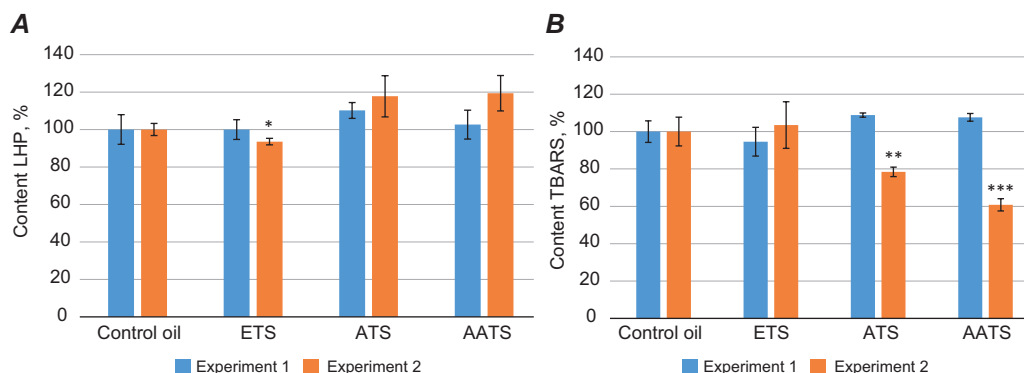 A
Content LHP, %
140
120
100
80
60
40
20
0
*
Control oil ETS ATS AATS
Experiment 1 Experiment 2
B
Content TBARS, %
140
120
100
80
60
40
20
0
**
***
Control oil ETS ATS AATS
Experiment 1 Experiment 2